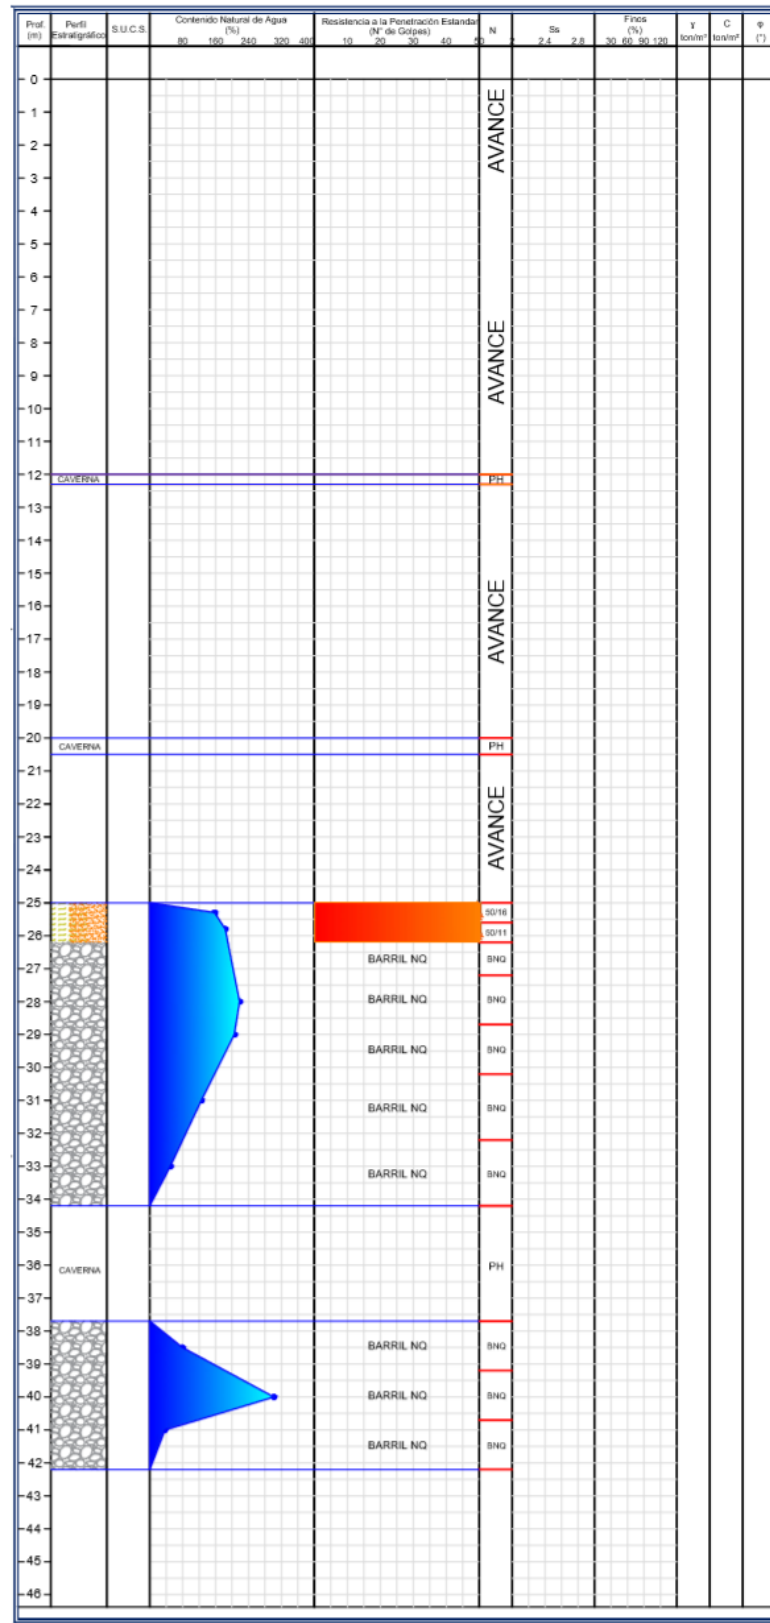 Prof.
(m)
Perfil
Estratigráfico
S.U.C.S.
Contenido Natural de Agua
(%)
80 160 240 320 400
Resistencia a la Penetración Estandar
(N° de Golpes)
10 20 30 40 50
N
Ss
2 2.4 2.8
Finos
(%)
30 60 90 120
ɣ
ton/m³
C
ton/m²
φ
(°)
0
AVANCE
1
2
3
4
5
6
7
AVANCE
8
9
10
11
12
CAVERNA PH
13
14
15
AVANCE
16
17
18
19
20
CAVERNA PH
21
22
AVANCE
23
24
25
50/16
26
50/11
BARRIL NQ BNQ
27
28
BARRIL NQ BNQ
29
BARRIL NQ BNQ
30
31
BARRIL NQ BNQ
32
33
BARRIL NQ BNQ
34
35
36
CAVERNA PH
37
38
BARRIL NQ BNQ
39
40
BARRIL NQ BNQ
41
BARRIL NQ BNQ
42
43
44
45
46